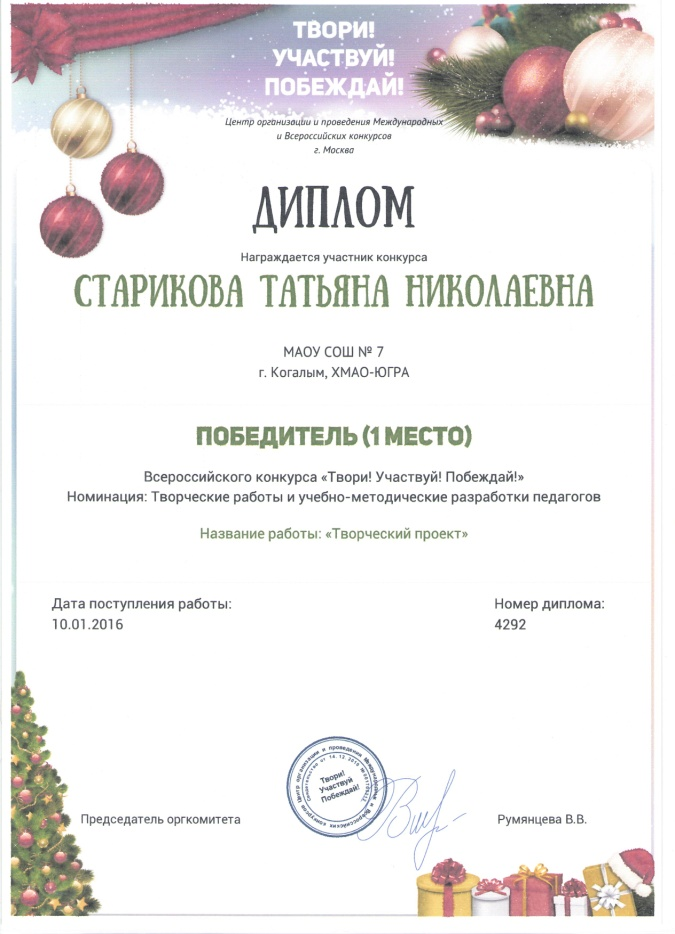 ТВОРИ!
УЧАСТВУЙ!
ПОБЕЖДАЙ!
Центр организации и проведения Международных
и Всероссийских конкурсов
г. Москва
ДИПЛОМ
Награждается участник конкурса
СТАРИКОВА ТАТЬЯНА НИКОЛАЕВНА
МАОУ СОШ № 7
г. Когалым, ХМАО-ЮГРА
ПОБЕДИТЕЛЬ (1 МЕСТО)
Всероссийского конкурса «Твори! Участвуй! Побеждай!»
Номинация: Творческие работы и учебно-методические разработки педагогов
Название работы: «Творческий проект»
Дата поступления работы:
10.01.2016
Номер диплома:
4292
Центр организации и проведения Международных и Всероссийских конкурсов
Твори!
Участвуй
Побеждай!
Председатель оргкомитета
Румянцева В.В.